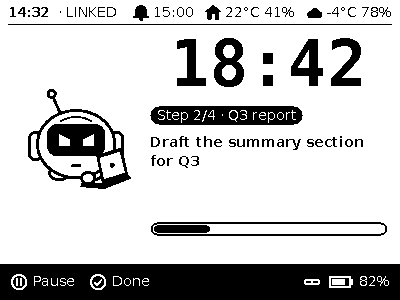 14:32 · LINKED 15:00 22°C 41% -4°C 78%
18:42
Step 2/4 · Q3 report
Draft the summary section
for Q3
Pause Done 82%